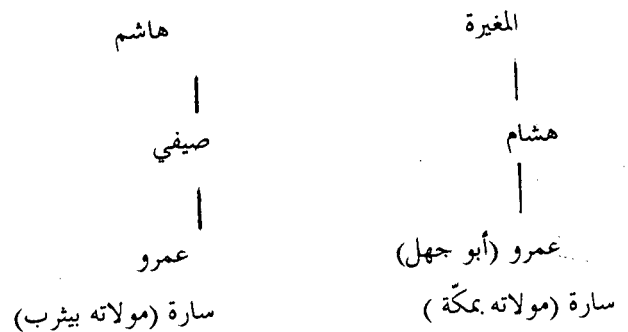 المغيرة
هاشم
هشام
صيفي
عمرو (أبو جهل)
عمرو
سارة (مولاته بمكّة )
سارة (مولاته بيثرب)